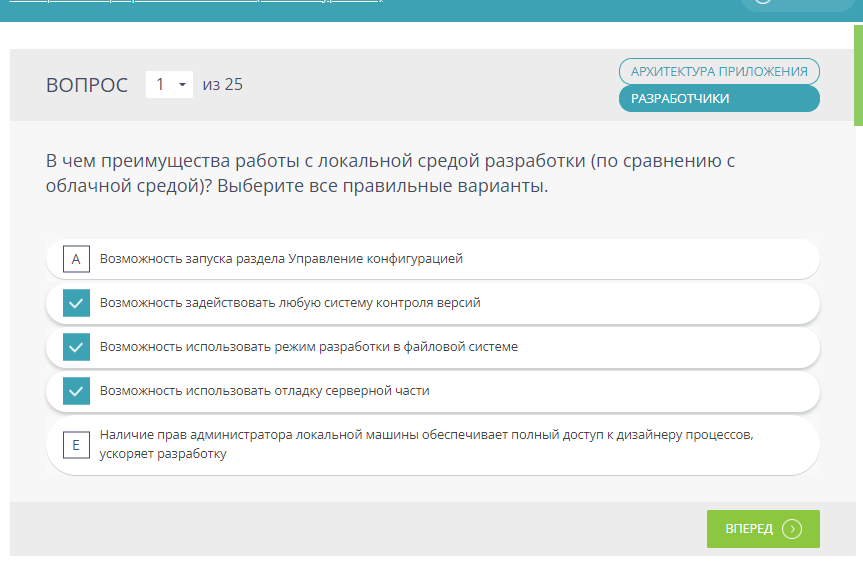 ВОПРОС 1 из 25
АРХИТЕКТУРА ПРИЛОЖЕНИЯ
РАЗРАБОТЧИКИ
В чем преимущества работы с локальной средой разработки (по сравнению с
облачной средой)? Выберите все правильные варианты.
A Возможность запуска раздела Управление конфигурацией
Возможность задействовать любую систему контроля версий
Возможность использовать режим разработки в файловой системе
Возможность использовать отладку серверной части
E Наличие прав администратора локальной машины обеспечивает полный доступ к дизайнеру процессов,
ускоряет разработку
ВПЕРЕД